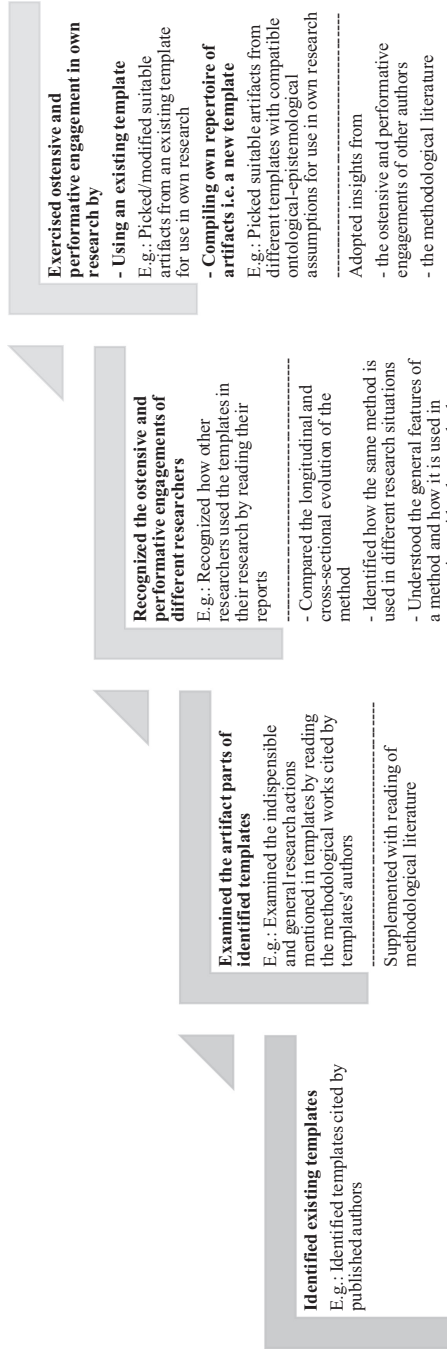 Identified existing templates
E.g.: Identified templates cited by
published authors
Examined the artifact parts of
identified templates
E.g.: Examined the indispensible
and general research actions
mentioned in templates by reading
the methodological works cited by
templates' authors
Supplemented with reading of
methodological literature
Recognized the ostensive and
performative engagements of
different researchers
E.g.: Recognized how other
researchers used the templates in
their research by reading their
reports
- Compared the longitudinal and
cross-sectional evolution of the
method
- Identified how the same method is
used in different research situations
- Understood the general features of
a method and how it is used in
Exercised ostensive and
performative engagement in own
research by
- Using an existing template
E.g.: Picked/modified suitable
artifacts from an existing template
for use in own research
- Compiling own repertoire of
artifacts i.e. a new template
E.g.: Picked suitable artifacts from
different templates with compatible
ontological-epistemological
assumptions for use in own research
Adopted insights from
- the ostensive and performative
engagements of other authors
- the methodological literature